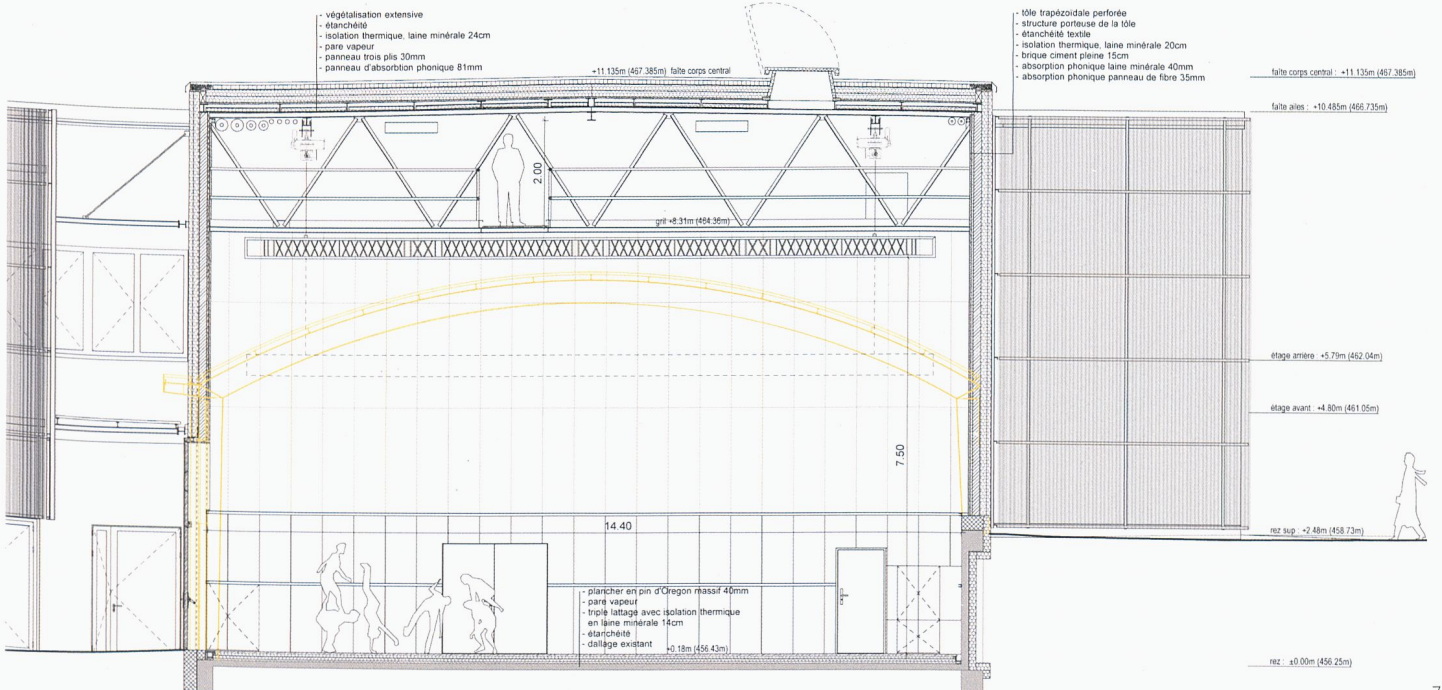 - végétalisation extensive
- étanchéité
- isolation thermique, laine minérale 24cm
- pare vapeur
- panneau trois plis 30mm
- panneau d'absorbtion phonique 81mm
- tôle trapézoïdale perforée
- structure porteuse de la tôle
- étanchéité textile
- isolation thermique, laine minérale 20cm
- brique ciment pleine 15cm
- absorption phonique laine minérale 40mm
- absorption phonique panneau de fibre 35mm
+11.135m (467.385m) faîte corps central
faîte corps central : +11.135m (467.385m)
faîte ailes : +10.485m (466.735m)
2.00
gril +8.31m (464.36m)
étage arrière : +5.79m (462.04m)
étage avant : +4.80m (461.05m)
7.50
14.40
rez sup : +2.48m (458.73m)
- plancher en pin d'Oregon massif 40mm
- pare vapeur
- triple lattage avec isolation thermique
en laine minérale 14cm
- étanchéité
- dallage existant
+0.18m (456.43m)
rez : ±0.00m (456.25m)
7